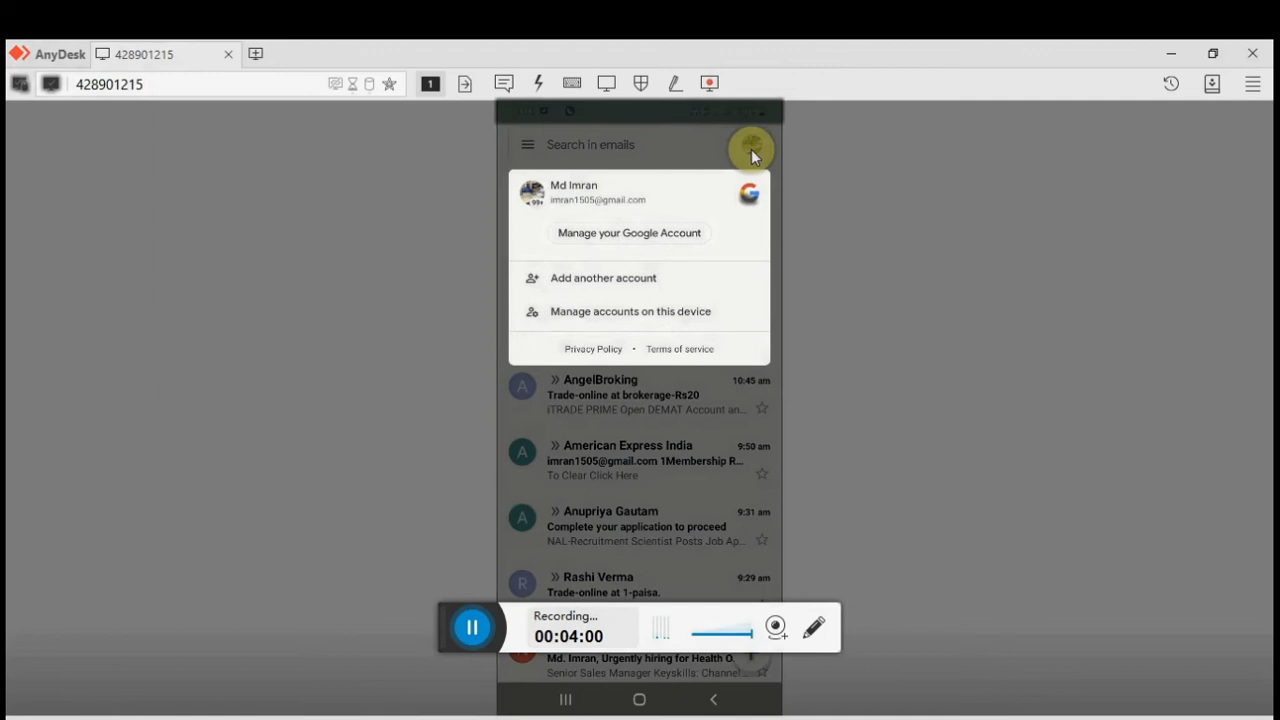 AnyDesk
428901215
428901215
1
Search in emails
Md Imran
imran1505@gmail.com
99+
Manage your Google Account
Add another account
Manage accounts on this device
Privacy Policy • Terms of service
A
» AngelBroking 10:45 am
Trade-online at brokerage-Rs20
iTRADE PRIME Open DEMAT Account an...
A
» American Express India 9:50 am
imran1505@gmail.com 1Membership R...
To Clear Click Here
A
» Anupriya Gautam 9:31 am
Complete your application to proceed
NAL-Recruitment Scientist Posts Job Ap...
R
» Rashi Verma 9:29 am
Trade-online at 1-paisa.
Recording...
00:04:00
Md. Imran, Urgently hiring for Health
Senior Sales Manager Keyskills: Channel...